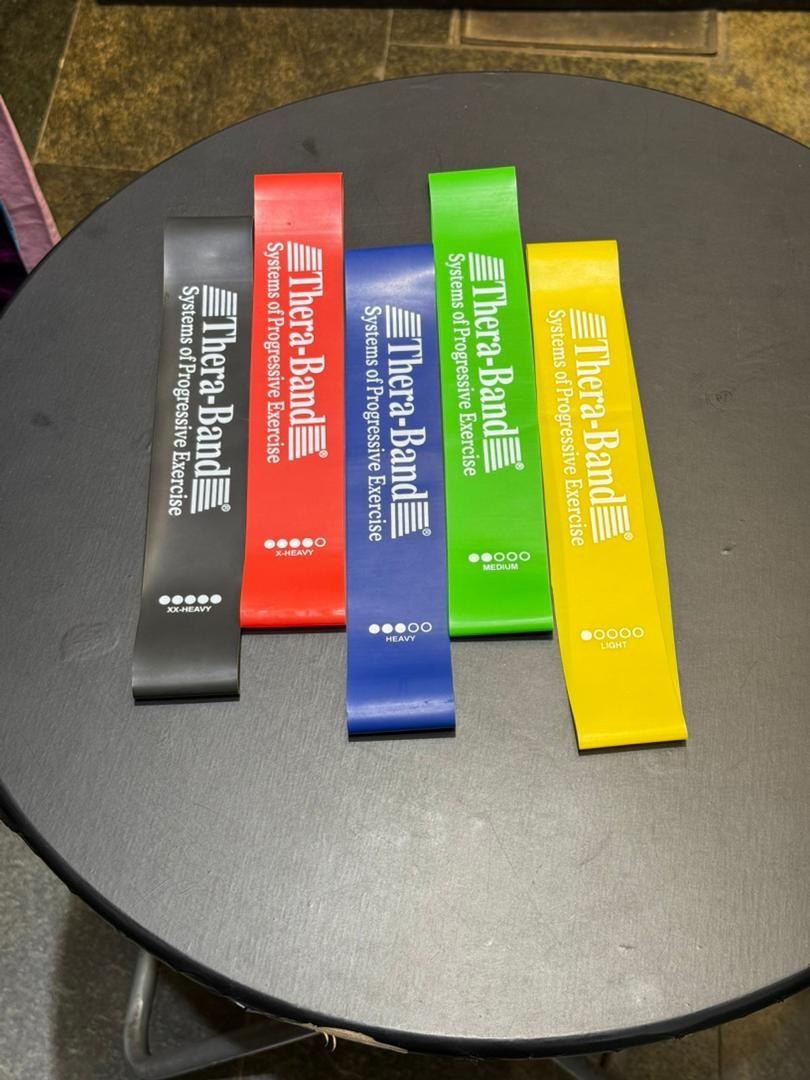 Thera-Band®
Systems of Progressive Exercise
XX-HEAVY
Thera-Band®
Systems of Progressive Exercise
X-HEAVY
Thera-Band®
Systems of Progressive Exercise
HEAVY
Thera-Band®
Systems of Progressive Exercise
MEDIUM
Thera-Band®
Systems of Progressive Exercise
LIGHT